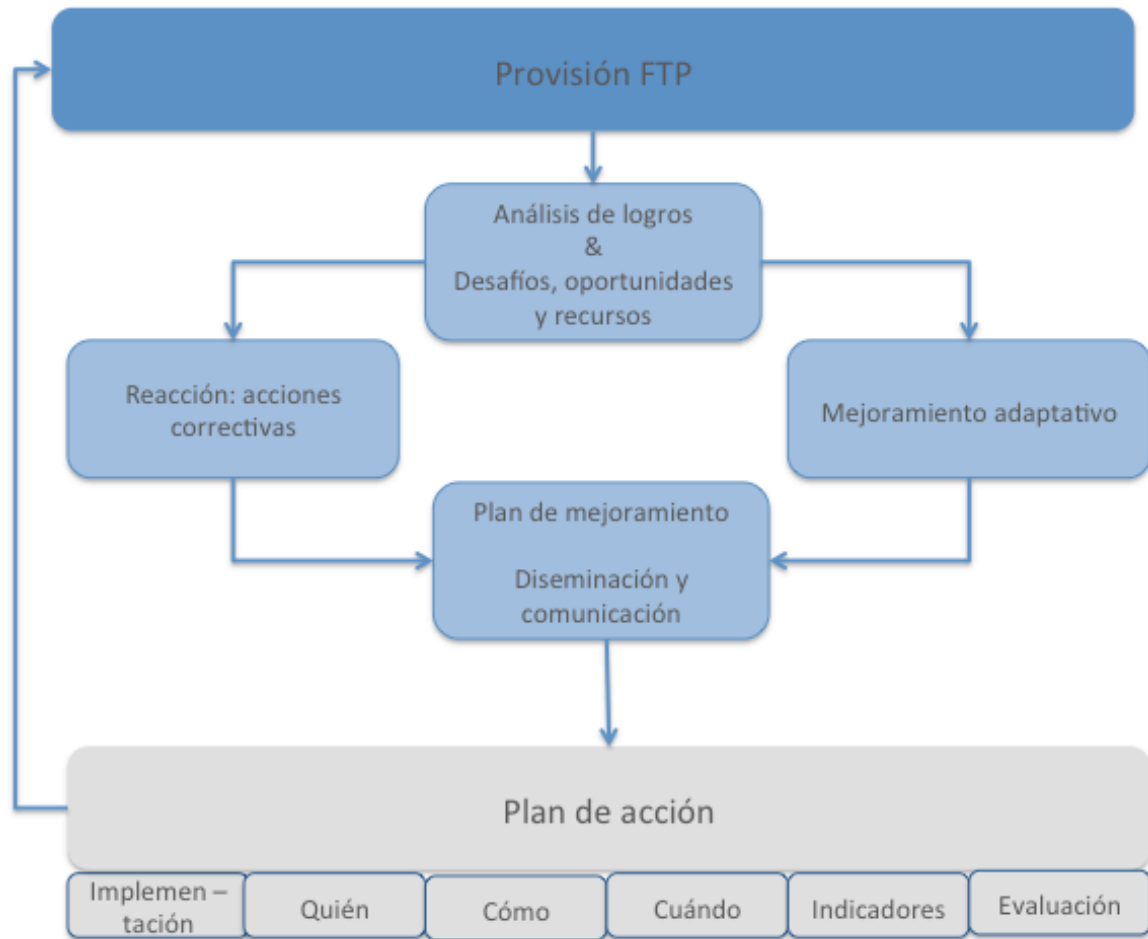 Provisión FTP
Análisis de logros
&
Desafíos, oportunidades
y recursos
Reacción: acciones
correctivas
Mejoramiento adaptativo
Plan de mejoramiento
Diseminación y
comunicación
Plan de acción
Implemen –
tación
Quién
Cómo
Cuándo
Indicadores
Evaluación